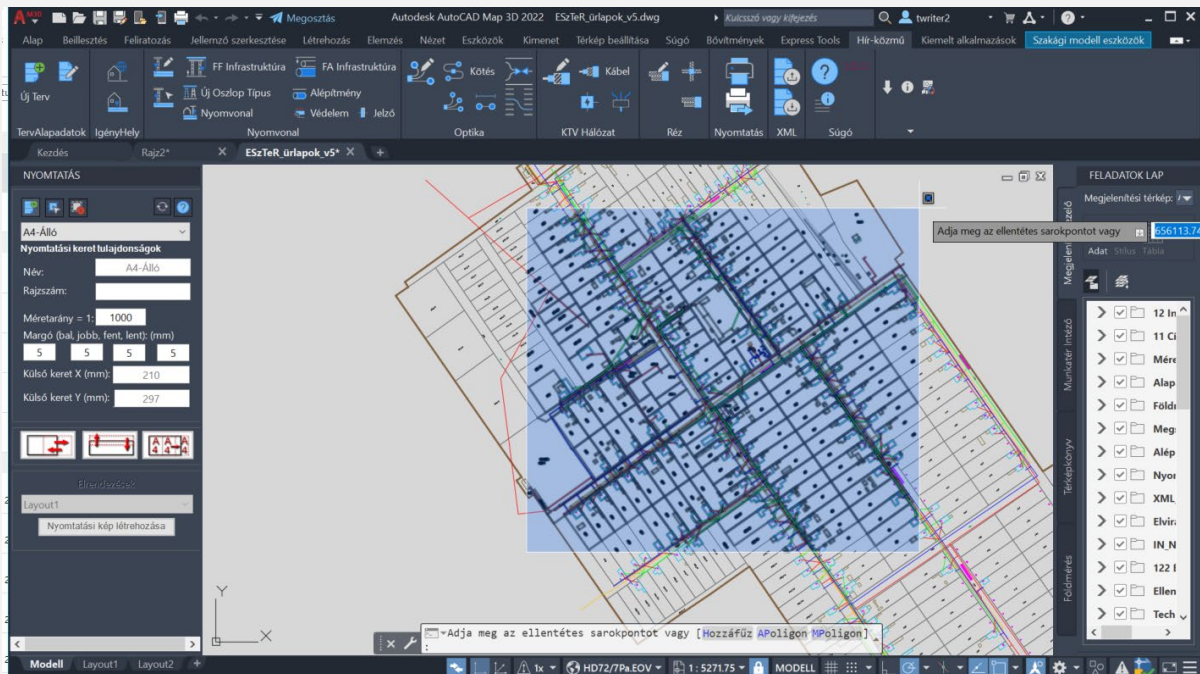 Megosztás
Autodesk AutoCAD Map 3D 2022 ESzTeR_ürlapok_v5.dwg
Kulcsszó vagy kifejezés
twriter2
Alap Beillesztés Feliratozás Jellemző szerkesztése Létrehozás Elemzés Nézet Eszközök Kimenet Térkép beállítása Súgó Bővítmények Express Tools Hír-közmű Kiemelt alkalmazások Szakági modell eszközök
FF Infrastruktúra FA Infrastruktúra Kötés Kábel
Új Terv Új Oszlop Típus Alépítmény
Nyomvonal Védelem Jelző
TervAlapadatok IgényHely Nyomvonal Optika KTV Hálózat Réz Nyomtatás XML Súgó
Kezdés Rajz2* ESzTeR_ürlapok_v5*
NYOMTATÁS
A4-Álló
Nyomtatási keret tulajdonságok
Név: A4-Álló
Rajzszám:
Méretarány = 1: 1000
Margó (bal, jobb, fent, lent): (mm)
5 5 5 5
Külső keret X (mm): 210
Külső keret Y (mm): 297
Elrendezések
Layout1
Nyomtatási kép létrehozása
Adja meg az ellentétes sarokpontot vagy 656113.74
FELADATOK LAP
Megjelenítési térkép:
Adat Stílus Tábla
Munkatér Intéző
Térképkönyv
Földmérés
12 In
11 Ci
Mére
Alap
Földr
Meg
Alép
Nyor
XML
Elvir
IN_N
122 E
Ellen
Tech
Y
X
Adja meg az ellentétes sarokpontot vagy [Hozzáfűz APoligon MPoligon]
:
Modell Layout1 Layout2 +
1x HD72/7Pa.EOV 1 : 5271.75 MODELL